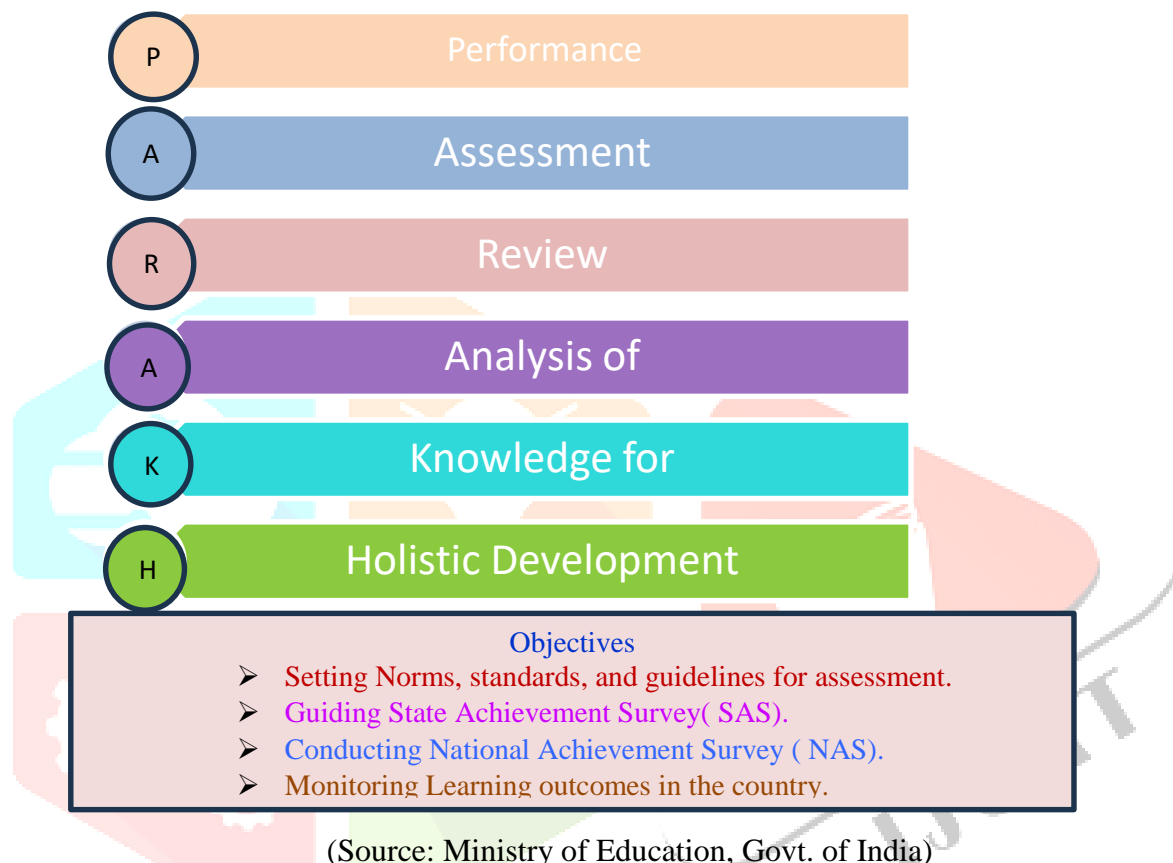 P Performance
A Assessment
R Review
A Analysis of
K Knowledge for
H Holistic Development
Objectives
➢ Setting Norms, standards, and guidelines for assessment.
➢ Guiding State Achievement Survey( SAS).
➢ Conducting National Achievement Survey ( NAS).
➢ Monitoring Learning outcomes in the country.
(Source: Ministry of Education, Govt. of India)